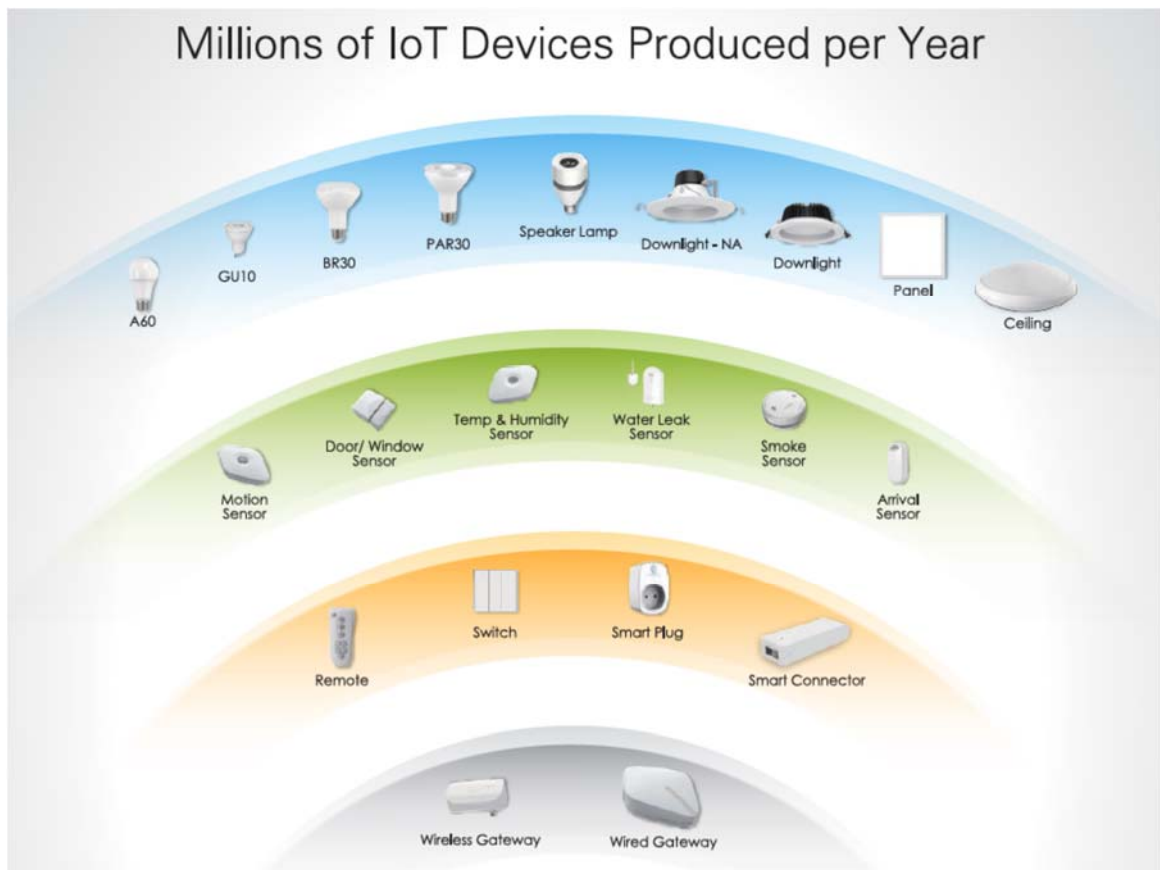 Millions of IoT Devices Produced per Year
A60
GU10
BR30
PAR30
Speaker Lamp
Downlight - NA
Downlight
Panel
Ceiling
Motion
Sensor
Door/ Window
Sensor
Temp & Humidity
Sensor
Water Leak
Sensor
Smoke
Sensor
Arrival
Sensor
Remote
Switch
Smart Plug
Smart Connector
Wireless Gateway
Wired Gateway